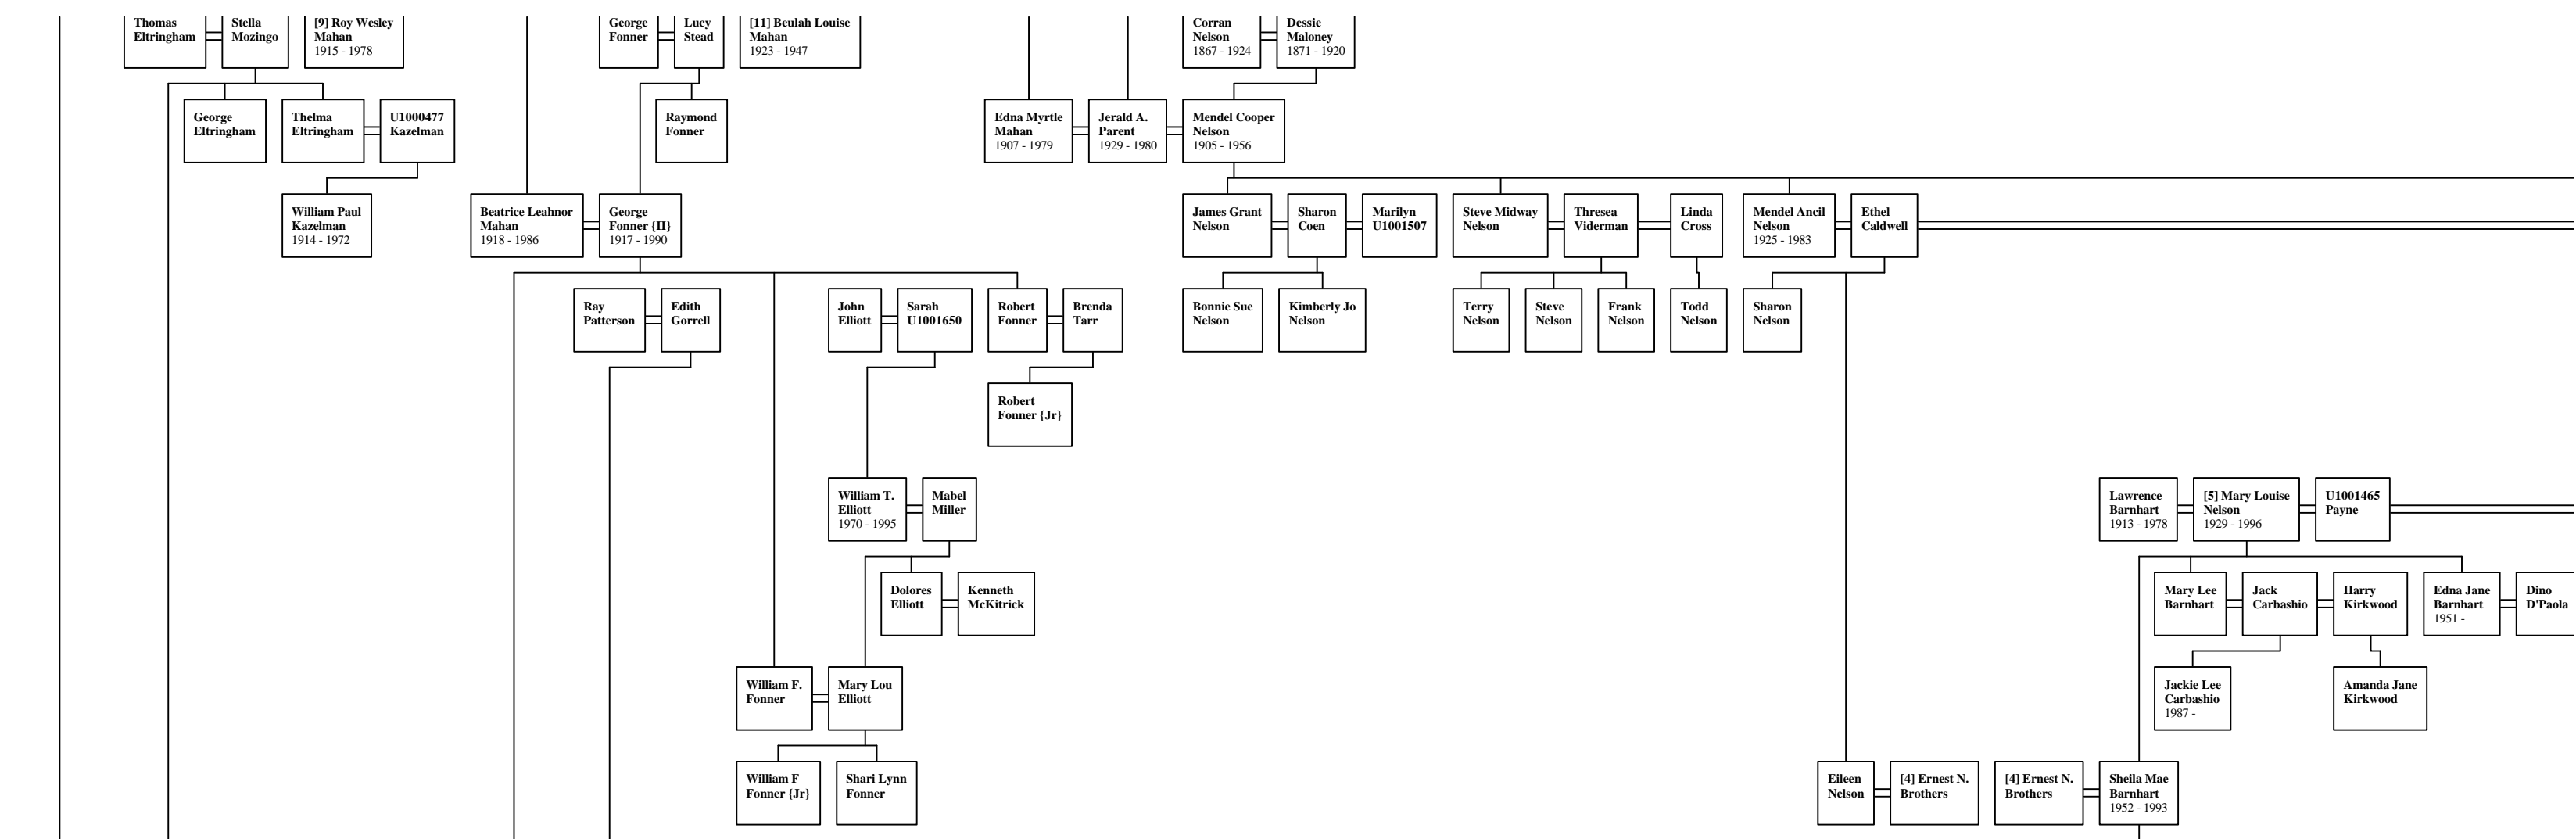 Thomas
Eltringham
Stella
Mozingo
[9] Roy Wesley
Mahan
1915 - 1978
George
Fonner
Lucy
Stead
[11] Beulah Louise
Mahan
1923 - 1947
Corran
Nelson
1867 - 1924
Dessie
Maloney
1871 - 1920
George
Eltringham
Thelma
Eltringham
U1000477
Kazelman
Raymond
Fonner
Edna Myrtle
Mahan
1907 - 1979
Jerald A.
Parent
1929 - 1980
Mendel Cooper
Nelson
1905 - 1956
William Paul
Kazelman
1914 - 1972
Beatrice Leahnor
Mahan
1918 - 1986
George
Fonner {II}
1917 - 1990
James Grant
Nelson
Sharon
Coen
Marilyn
U1001507
Steve Midway
Nelson
Thresea
Viderman
Linda
Cross
Mendel Ancil
Nelson
1925 - 1983
Ethel
Caldwell
Ray
Patterson
Edith
Gorrell
John
Elliott
Sarah
U1001650
Robert
Fonner
Brenda
Tarr
Bonnie Sue
Nelson
Kimberly Jo
Nelson
Terry
Nelson
Steve
Nelson
Frank
Nelson
Todd
Nelson
Sharon
Nelson
Robert
Fonner {Jr}
William T.
Elliott
1970 - 1995
Mabel
Miller
Lawrence
Barnhart
1913 - 1978
[5] Mary Louise
Nelson
1929 - 1996
U1001465
Payne
Dolores
Elliott
Kenneth
McKitrick
Mary Lee
Barnhart
Jack
Carbashio
Harry
Kirkwood
Edna Jane
Barnhart
1951 -
Dino
D'Paola
William F.
Fonner
Mary Lou
Elliott
Jackie Lee
Carbashio
1987 -
Amanda Jane
Kirkwood
William F
Fonner {Jr}
Shari Lynn
Fonner
Eileen
Nelson
[4] Ernest N.
Brothers
[4] Ernest N.
Brothers
Sheila Mae
Barnhart
1952 - 1993